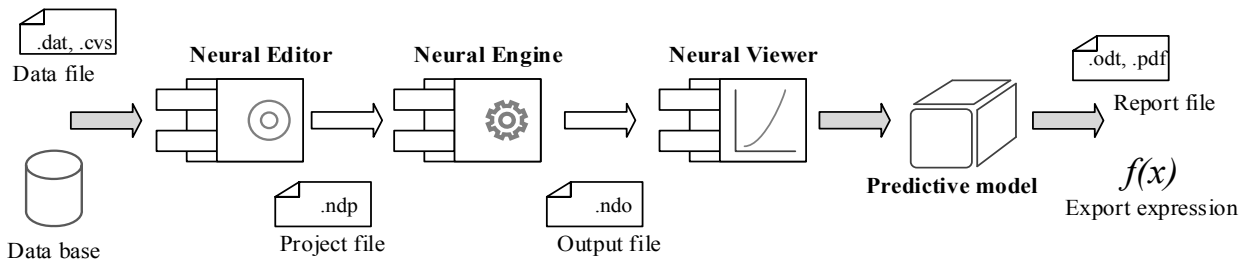 .dat, .cvs
Data file
Data base
Neural Editor
.ndp
Project file
Neural Engine
.ndo
Output file
Neural Viewer
Predictive model
.odt, .pdf
Report file
f(x)
Export expression